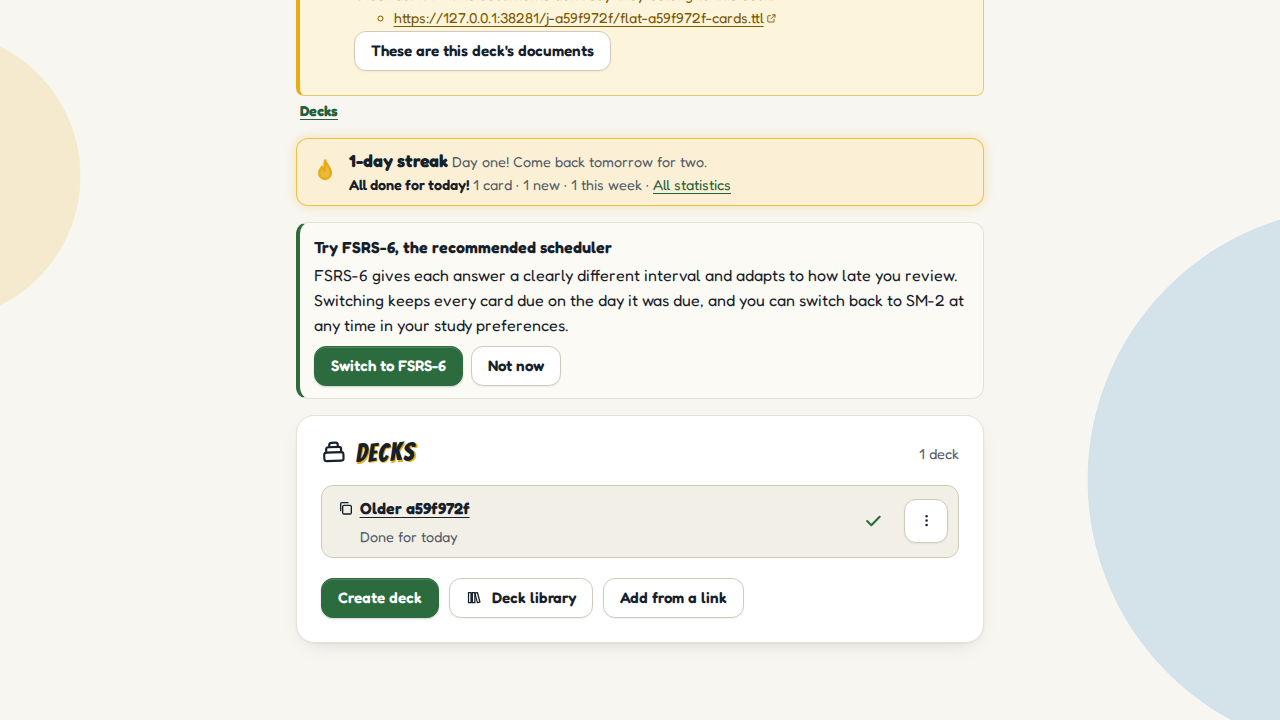 https://127.0.0.1:38281/j-a59f972f/flat-a59f972f-cards.ttl
These are this deck's documents
Decks
1-day streak Day one! Come back tomorrow for two.
All done for today! 1 card · 1 new · 1 this week · All statistics
Try FSRS-6, the recommended scheduler
FSRS-6 gives each answer a clearly different interval and adapts to how late you review.
Switching keeps every card due on the day it was due, and you can switch back to SM-2 at
any time in your study preferences.
Switch to FSRS-6 Not now
DECKS 1 deck
Older a59f972f
Done for today
Create deck Deck library Add from a link